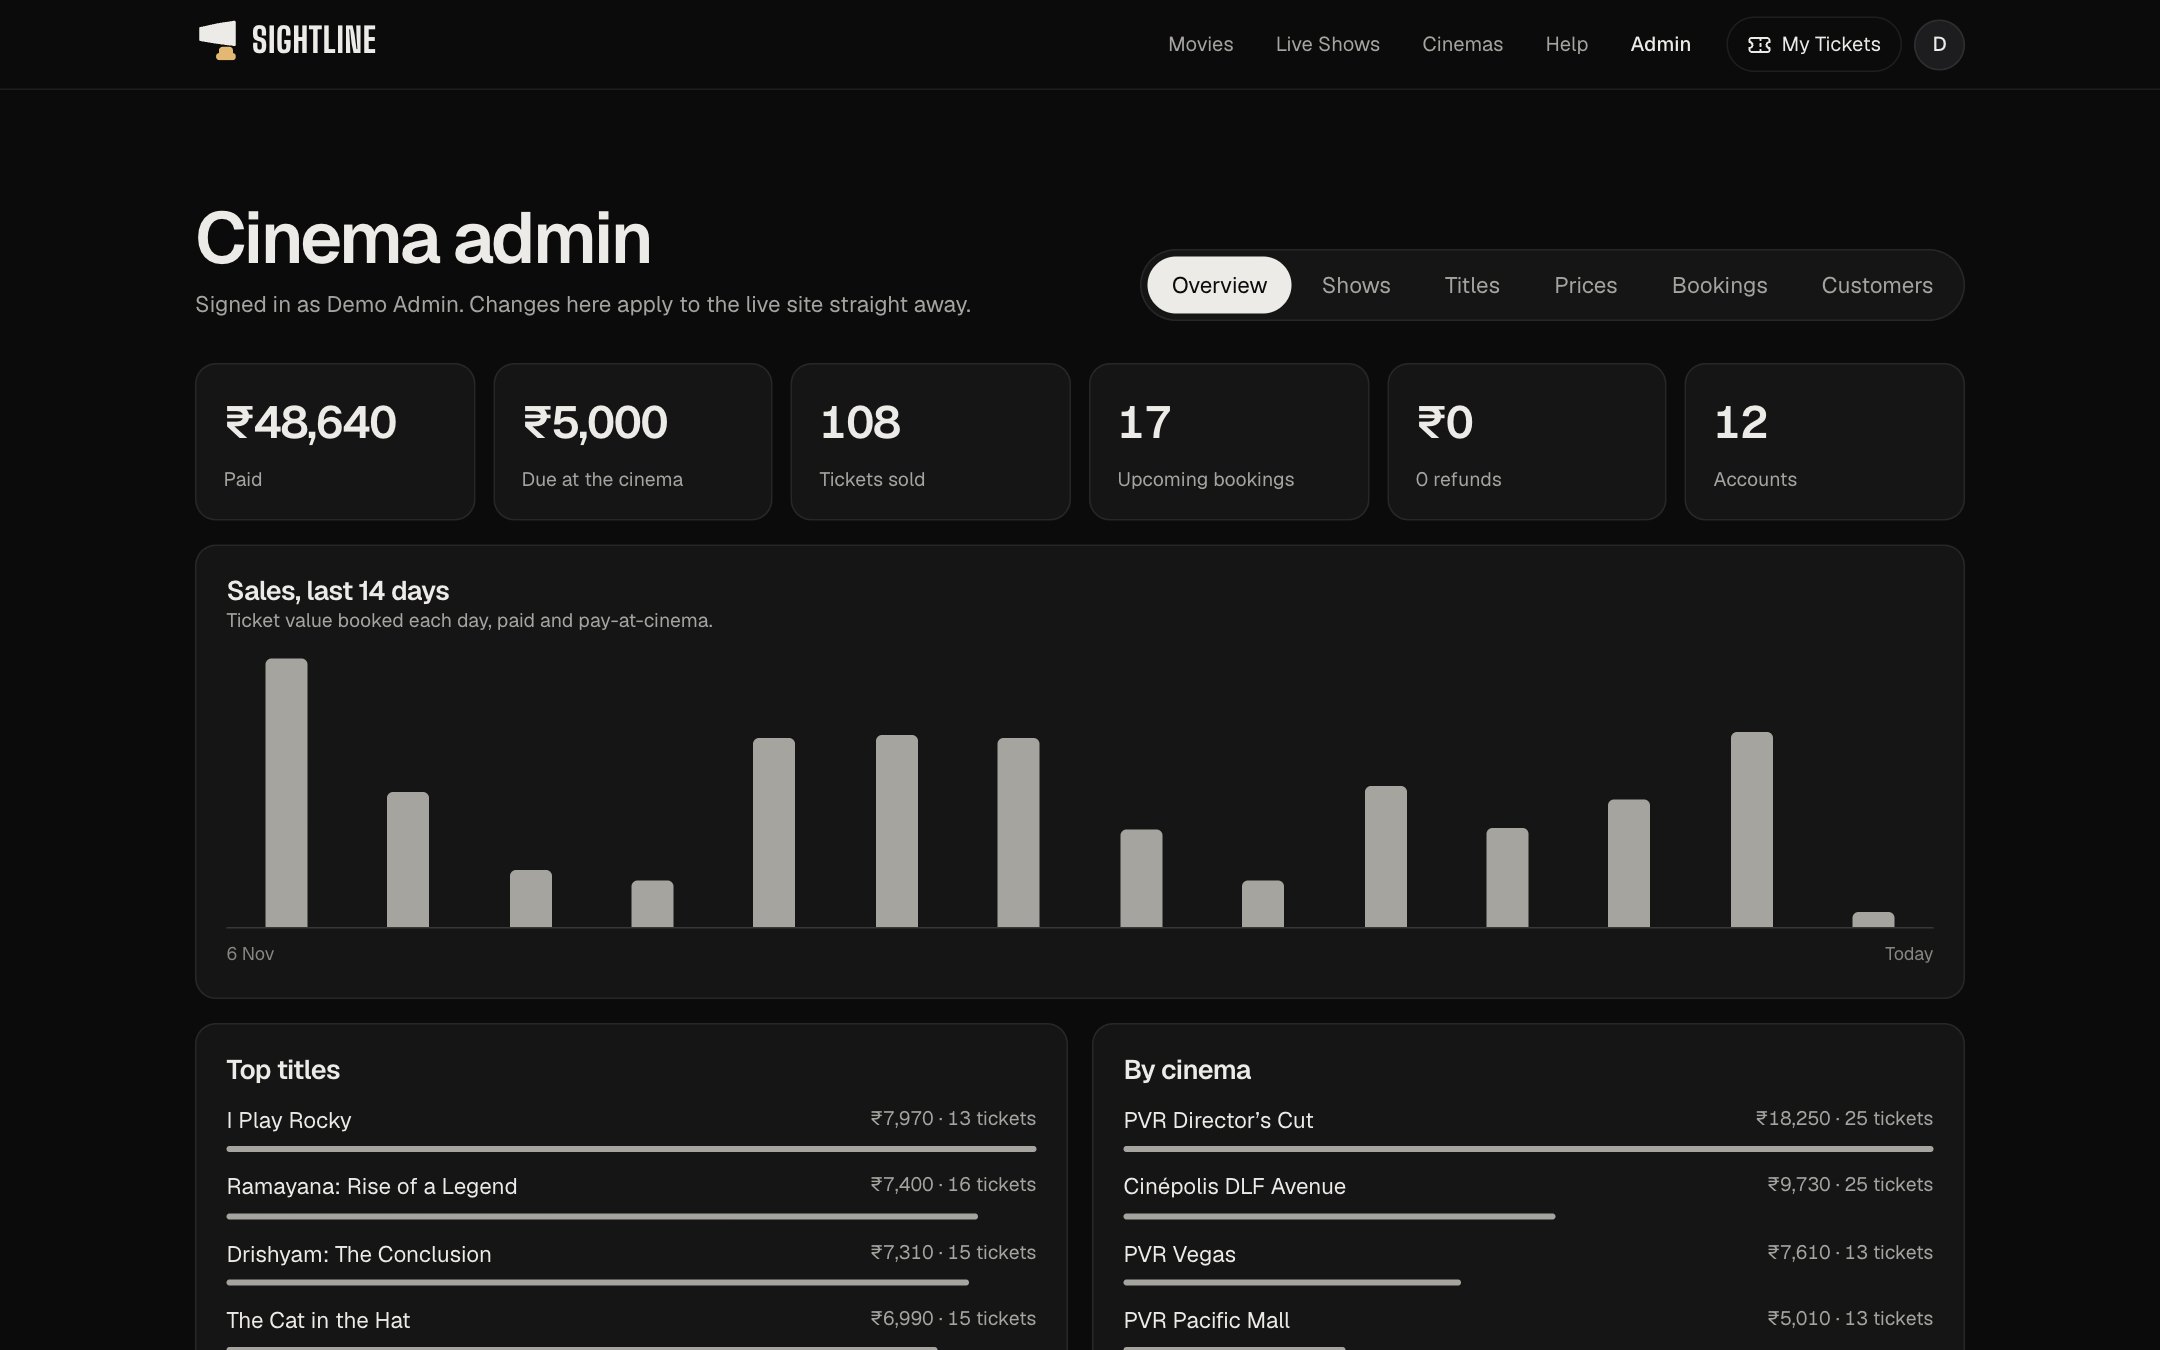 SIGHTLINE
Movies
Live Shows
Cinemas
Help
Admin
My Tickets
D
Cinema admin
Signed in as Demo Admin. Changes here apply to the live site straight away.
Overview
Shows
Titles
Prices
Bookings
Customers
₹48,640
Paid
₹5,000
Due at the cinema
108
Tickets sold
17
Upcoming bookings
₹0
0 refunds
12
Accounts
Sales, last 14 days
Ticket value booked each day, paid and pay-at-cinema.
6 Nov
Today
Top titles
I Play Rocky
₹7,970 · 13 tickets
Ramayana: Rise of a Legend
₹7,400 · 16 tickets
Drishyam: The Conclusion
₹7,310 · 15 tickets
The Cat in the Hat
₹6,990 · 15 tickets
By cinema
PVR Director’s Cut
₹18,250 · 25 tickets
Cinépolis DLF Avenue
₹9,730 · 25 tickets
PVR Vegas
₹7,610 · 13 tickets
PVR Pacific Mall
₹5,010 · 13 tickets